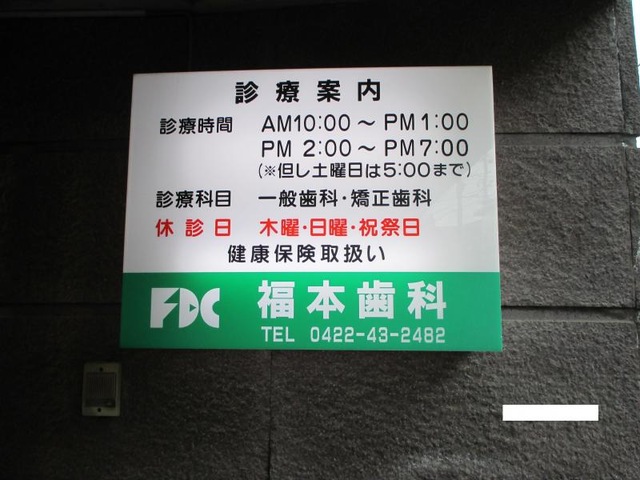 診療案内
診療時間 AM10:00～PM1:00
PM 2:00～PM7:00
(※但し土曜日は5:00まで)
診療科目 一般歯科・矯正歯科
休診日 木曜・日曜・祝祭日
健康保険取扱い
FDC 福本歯科
TEL 0422-43-2482